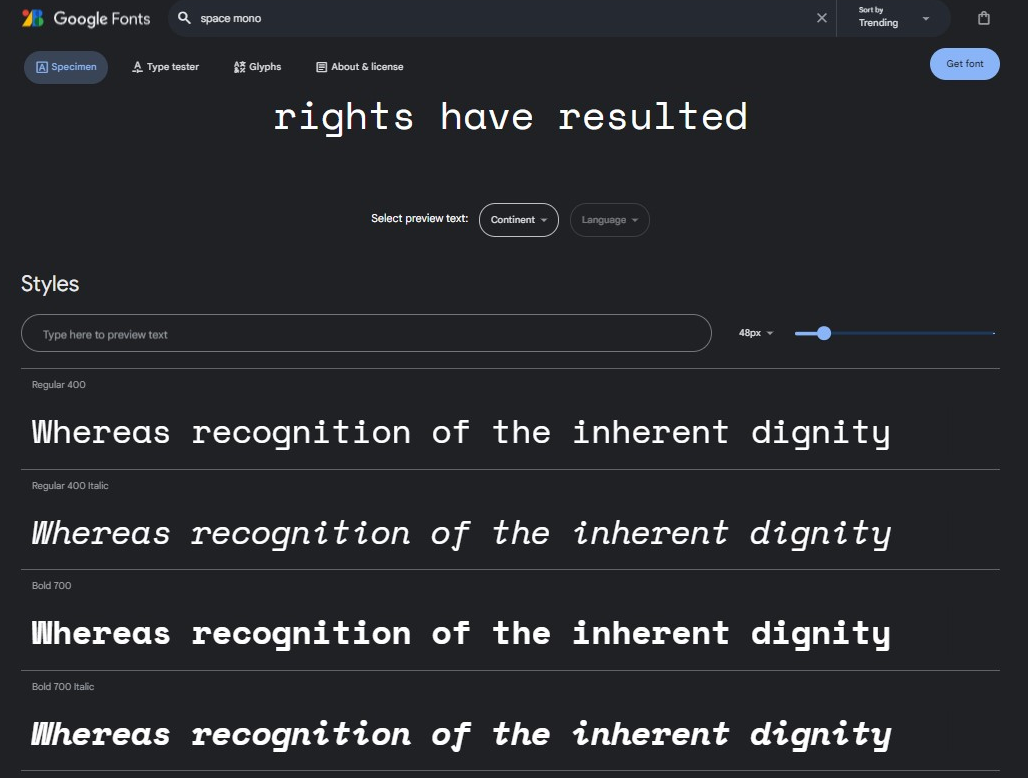 Google Fonts
space mono
Sort by
Trending
Specimen
Type tester
Glyphs
About & license
Get font
rights have resulted
Select preview text:
Continent
Language
Styles
Type here to preview text
48px
Regular 400
Whereas recognition of the inherent dignity
Regular 400 Italic
Whereas recognition of the inherent dignity
Bold 700
Whereas recognition of the inherent dignity
Bold 700 Italic
Whereas recognition of the inherent dignity